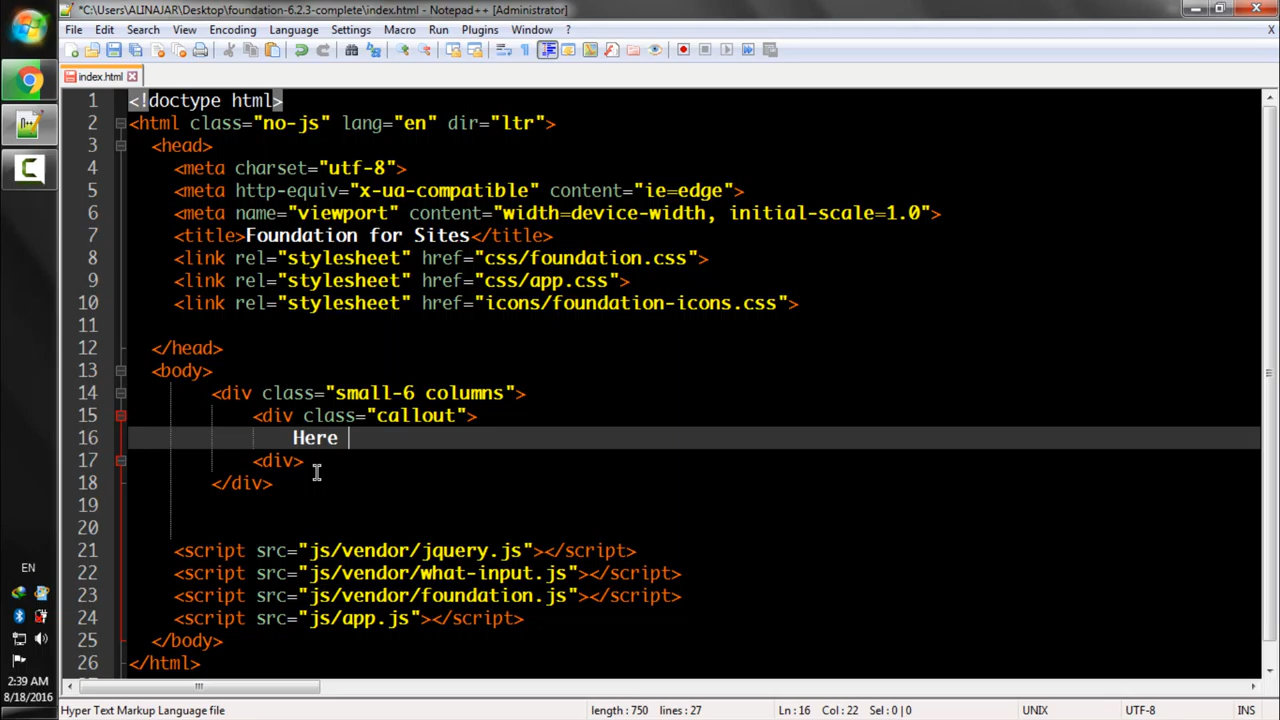 *C:\Users\ALINAJAR\Desktop\foundation-6.2.3-complete\index.html - Notepad++ [Administrator]
File Edit Search View Encoding Language Settings Macro Run Plugins Window ? X
index.html
1 <!doctype html>
2 <html class="no-js" lang="en" dir="ltr">
3 <head>
4 <meta charset="utf-8">
5 <meta http-equiv="x-ua-compatible" content="ie=edge">
6 <meta name="viewport" content="width=device-width, initial-scale=1.0">
7 <title>Foundation for Sites</title>
8 <link rel="stylesheet" href="css/foundation.css">
9 <link rel="stylesheet" href="css/app.css">
10 <link rel="stylesheet" href="icons/foundation-icons.css">
11
12 </head>
13 <body>
14 <div class="small-6 columns">
15 <div class="callout">
16 Here
17 <div>
18 </div>
19
20
21 <script src="js/vendor/jquery.js"></script>
22 <script src="js/vendor/what-input.js"></script>
23 <script src="js/vendor/foundation.js"></script>
24 <script src="js/app.js"></script>
25 </body>
26 </html>
EN
2:39 AM
8/18/2016
Hyper Text Markup Language file length : 750 lines : 27 Ln : 16 Col : 22 Sel : 0 | 0 UNIX UTF-8 INS